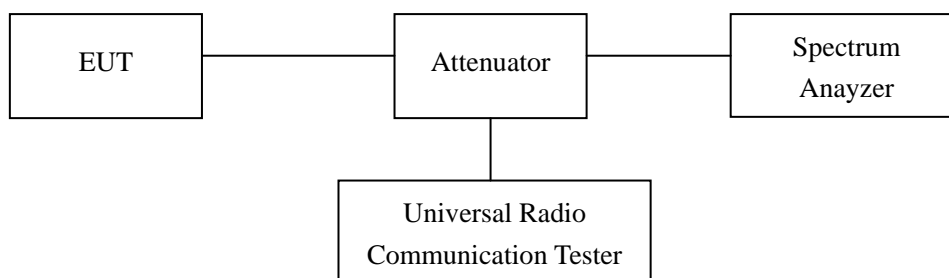 EUT
Attenuator
Spectrum
Anayzer
Universal Radio
Communication Tester